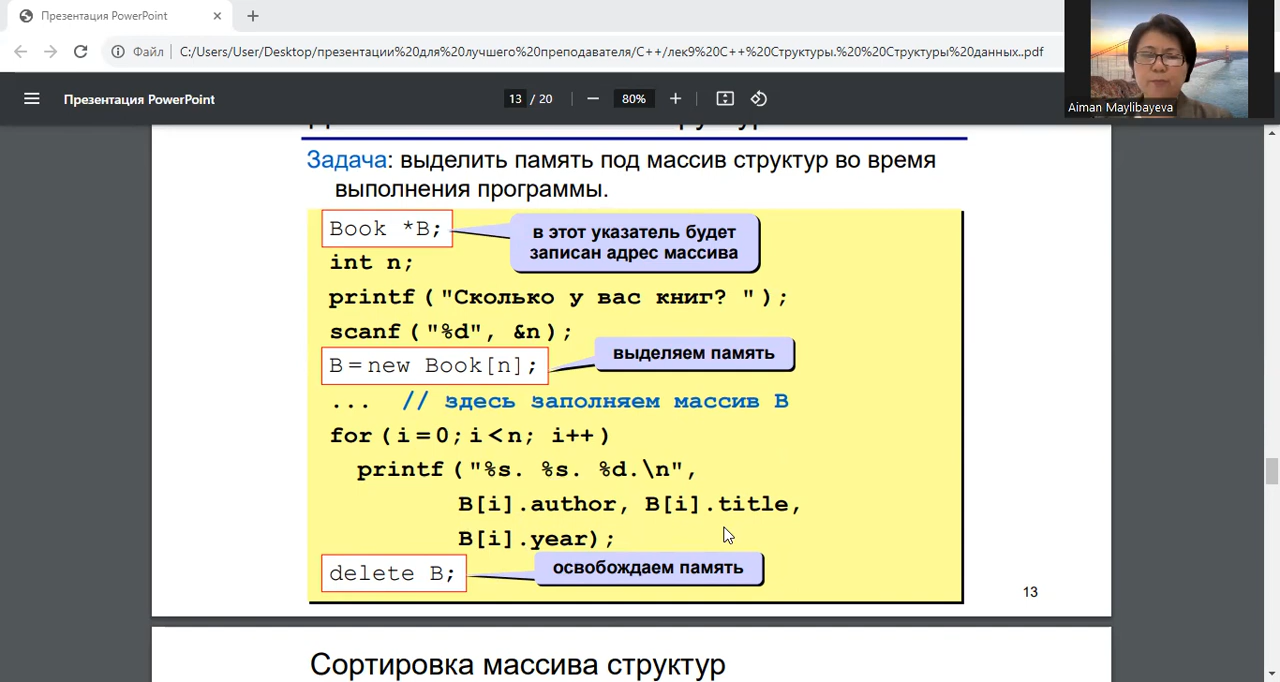 Презентация PowerPoint
Файл
C:/Users/User/Desktop/презентации%20для%20лучшего%20преподавателя/C++/лек9%20C++%20Структуры.%20%20Структуры%20данных..pdf
Aiman Maylibayeva
Презентация PowerPoint
13 / 20
80%
Задача: выделить память под массив структур во время
выполнения программы.
Book *B;
в этот указатель будет
записан адрес массива
int n;
printf ("Сколько у вас книг? ");
scanf ("%d", &n);
B=new Book[n];
выделяем память
... // здесь заполняем массив B
for (i=0;i<n; i++)
printf ("%s. %s. %d.\n",
B[i].author, B[i].title,
B[i].year);
delete B;
освобождаем память
13
Сортировка массива структур